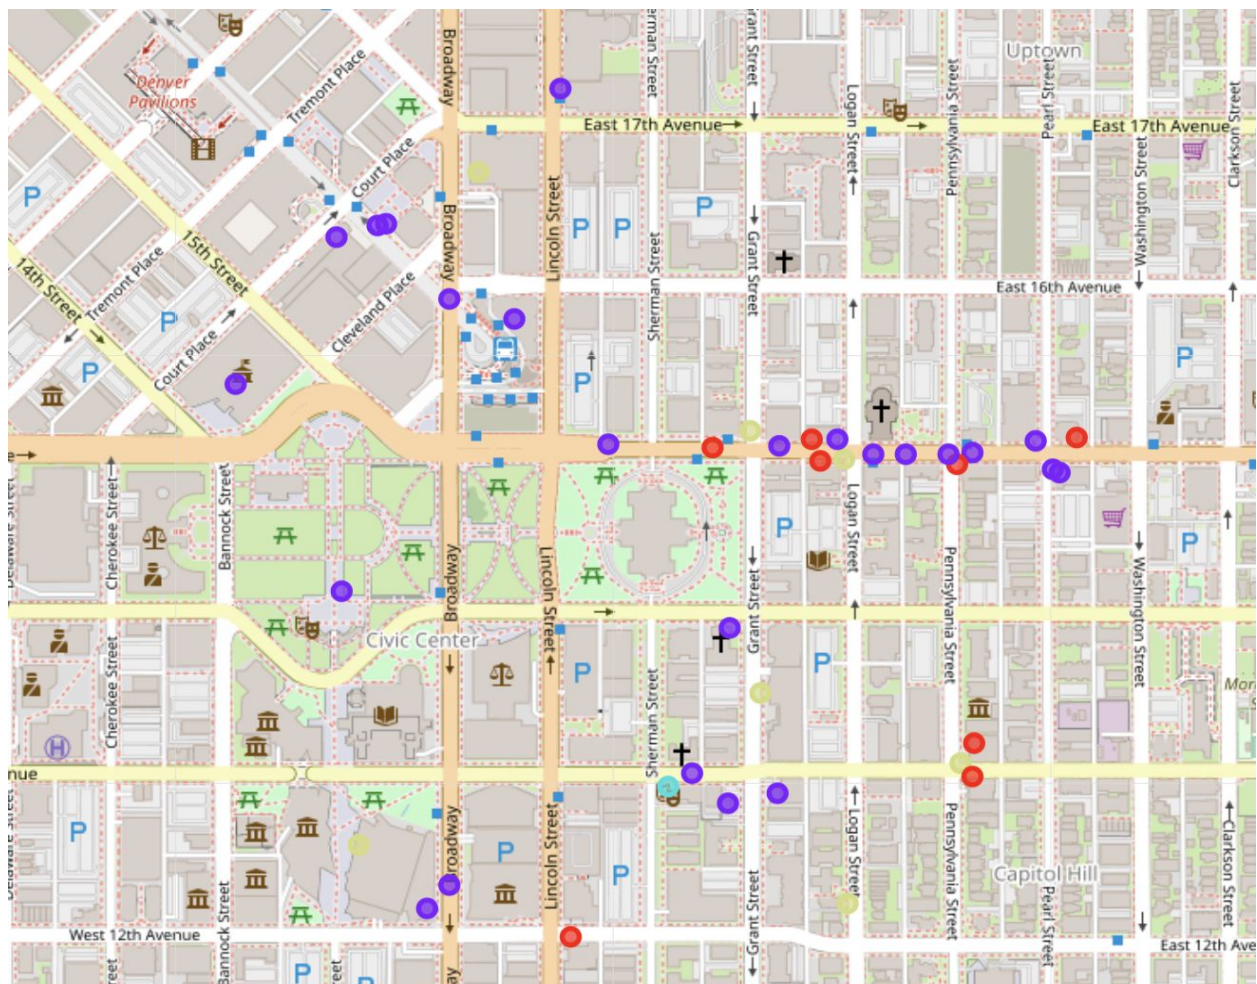 Denver
Pavilions
Tremont Place
Court Place
Broadway
Grant Street
Logan Street
Uptown
Pearl Street
Pennsylvania Street
Clarkson Street
East 17th Avenue
East 17th Avenue
P
15th Street
14th Street
Tremont Place
Court Place
Cleveland Place
Broadway
Lincoln Street
P
P
P
Sherman Street
Grant Street
Washington Street
East 16th Avenue
P
P
P
P
Cherokee Street
Bannock Street
Broadway
Lincoln Street
P
Logan Street
Pennsylvania Street
P
Washington Street
Grant Street
Civic Center
Cherokee Street
H
P
Sherman Street
P
P
Broadway
Lincoln Street
P
P
Bannock Street
Grant Street
Logan Street
Pennsylvania Street
Capitol Hill
Pearl Street
Clarkson Street
West 12th Avenue
P
P
East 12th Ave